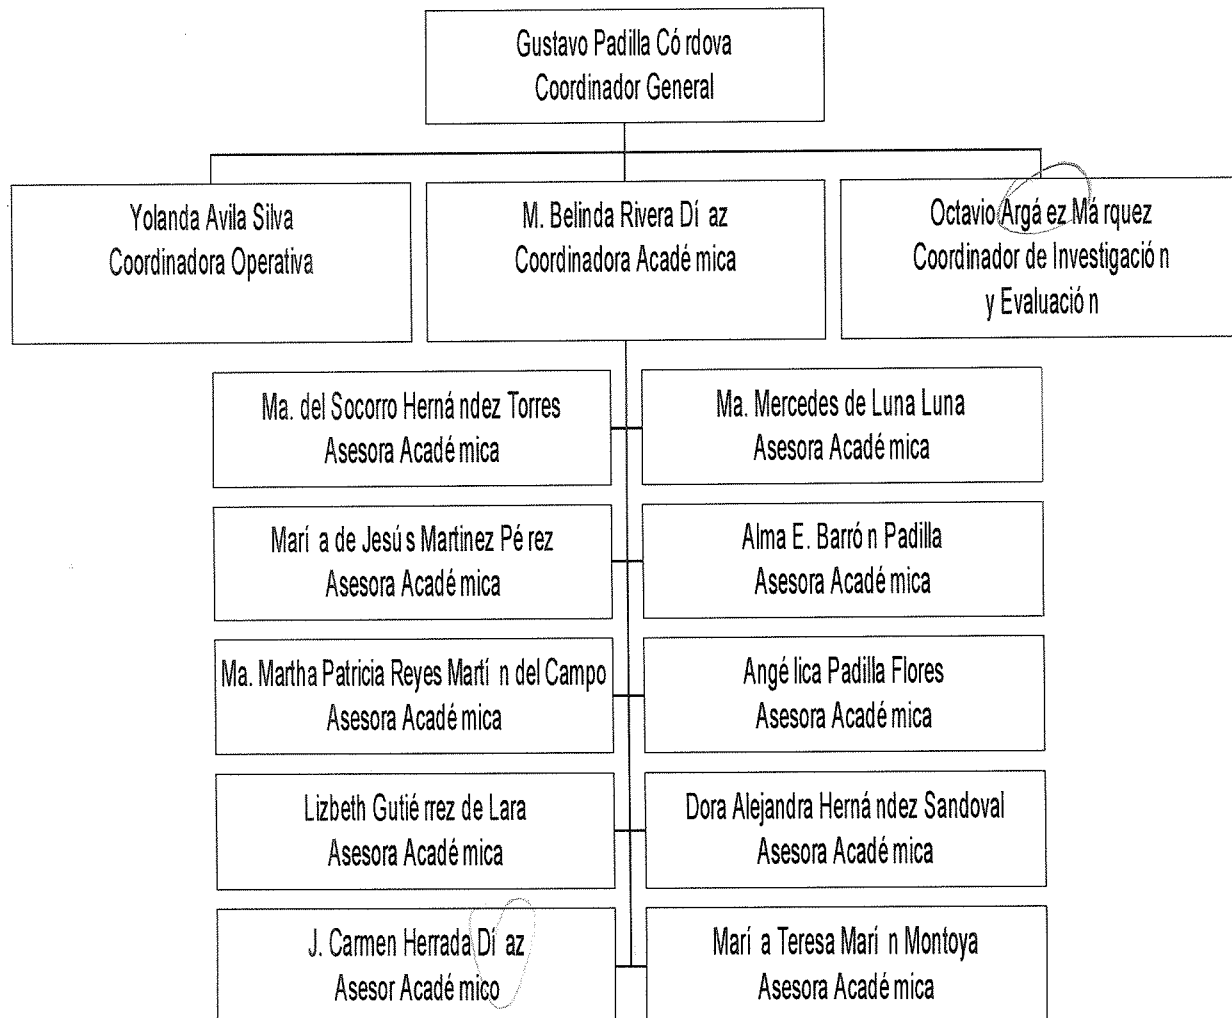 Gustavo Padilla Córdova
Coordinador General
Yolanda Avila Silva
Coordinadora Operativa
M. Belinda Rivera Díaz
Coordinadora Académica
Octavio Argáez Márquez
Coordinador de Investigación
y Evaluación
Ma. del Socorro Hernández Torres
Asesora Académica
Ma. Mercedes de Luna Luna
Asesora Académica
María de Jesús Martinez Pérez
Asesora Académica
Alma E. Barrón Padilla
Asesora Académica
Ma. Martha Patricia Reyes Martín del Campo
Asesora Académica
Angélica Padilla Flores
Asesora Académica
Lizbeth Gutiérrez de Lara
Asesora Académica
Dora Alejandra Hernández Sandoval
Asesora Académica
J. Carmen Herrada Díaz
Asesor Académico
María Teresa Marín Montoya
Asesora Académica